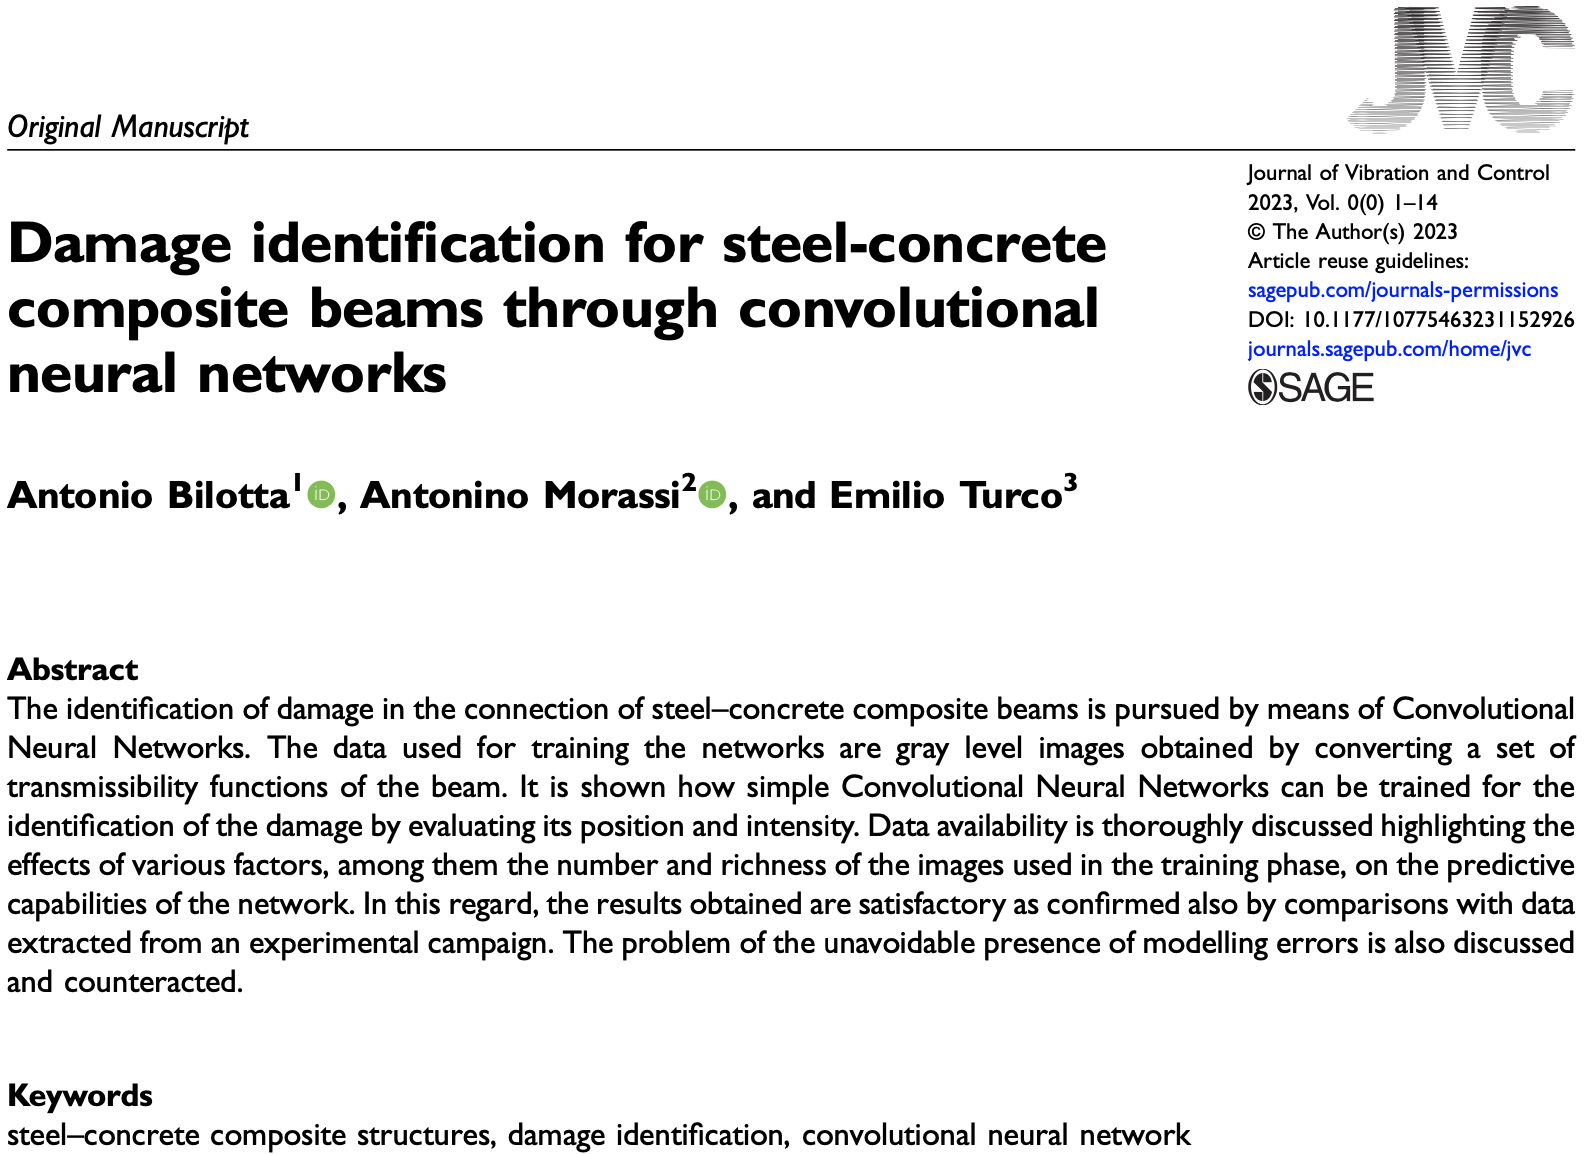 JVC
Original Manuscript
Journal of Vibration and Control
2023, Vol. 0(0) 1–14
© The Author(s) 2023
Article reuse guidelines:
sagepub.com/journals-permissions
DOI: 10.1177/10775463231152926
journals.sagepub.com/home/jvc
SAGE
Damage identification for steel-concrete
composite beams through convolutional
neural networks
Antonio Bilotta1 iD, Antonino Morassi2 iD, and Emilio Turco3
Abstract
The identification of damage in the connection of steel–concrete composite beams is pursued by means of Convolutional
Neural Networks. The data used for training the networks are gray level images obtained by converting a set of
transmissibility functions of the beam. It is shown how simple Convolutional Neural Networks can be trained for the
identification of the damage by evaluating its position and intensity. Data availability is thoroughly discussed highlighting the
effects of various factors, among them the number and richness of the images used in the training phase, on the predictive
capabilities of the network. In this regard, the results obtained are satisfactory as confirmed also by comparisons with data
extracted from an experimental campaign. The problem of the unavoidable presence of modelling errors is also discussed
and counteracted.
Keywords
steel–concrete composite structures, damage identification, convolutional neural network